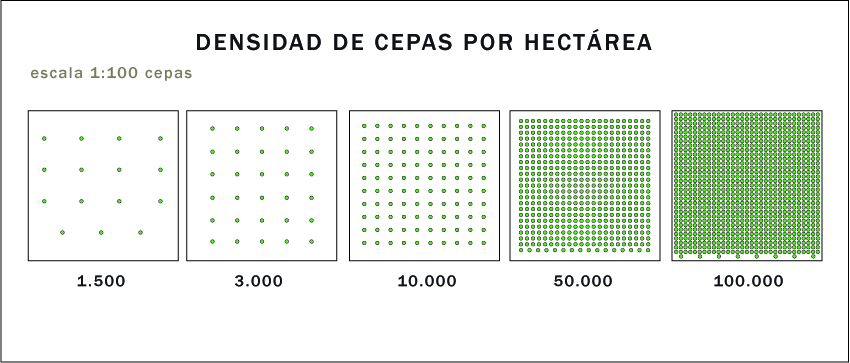 DENSIDAD DE CEPAS POR HECTÁREA
escala 1:100 cepas
1.500
3.000
10.000
50.000
100.000